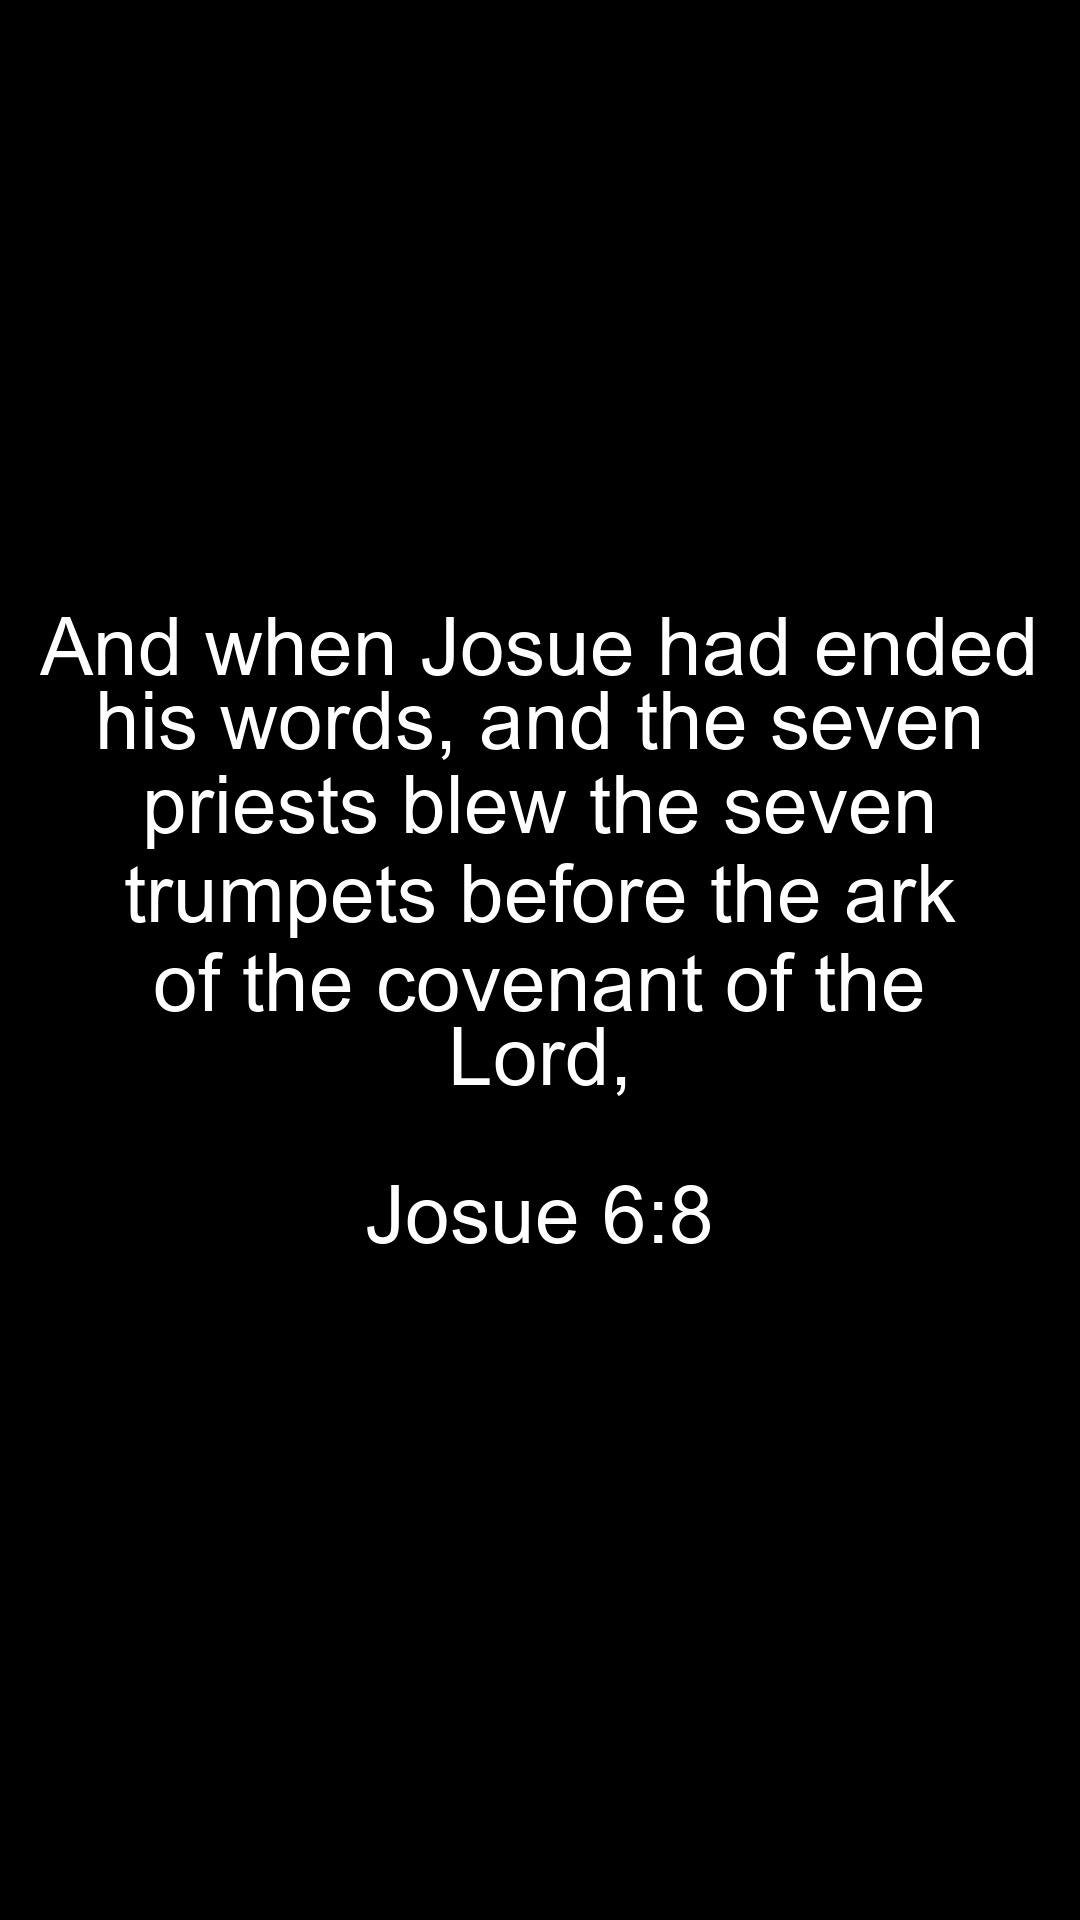 And when Josue had ended
his words, and the seven
priests blew the seven
trumpets before the ark
of the covenant of the
Lord,
Josue 6:8